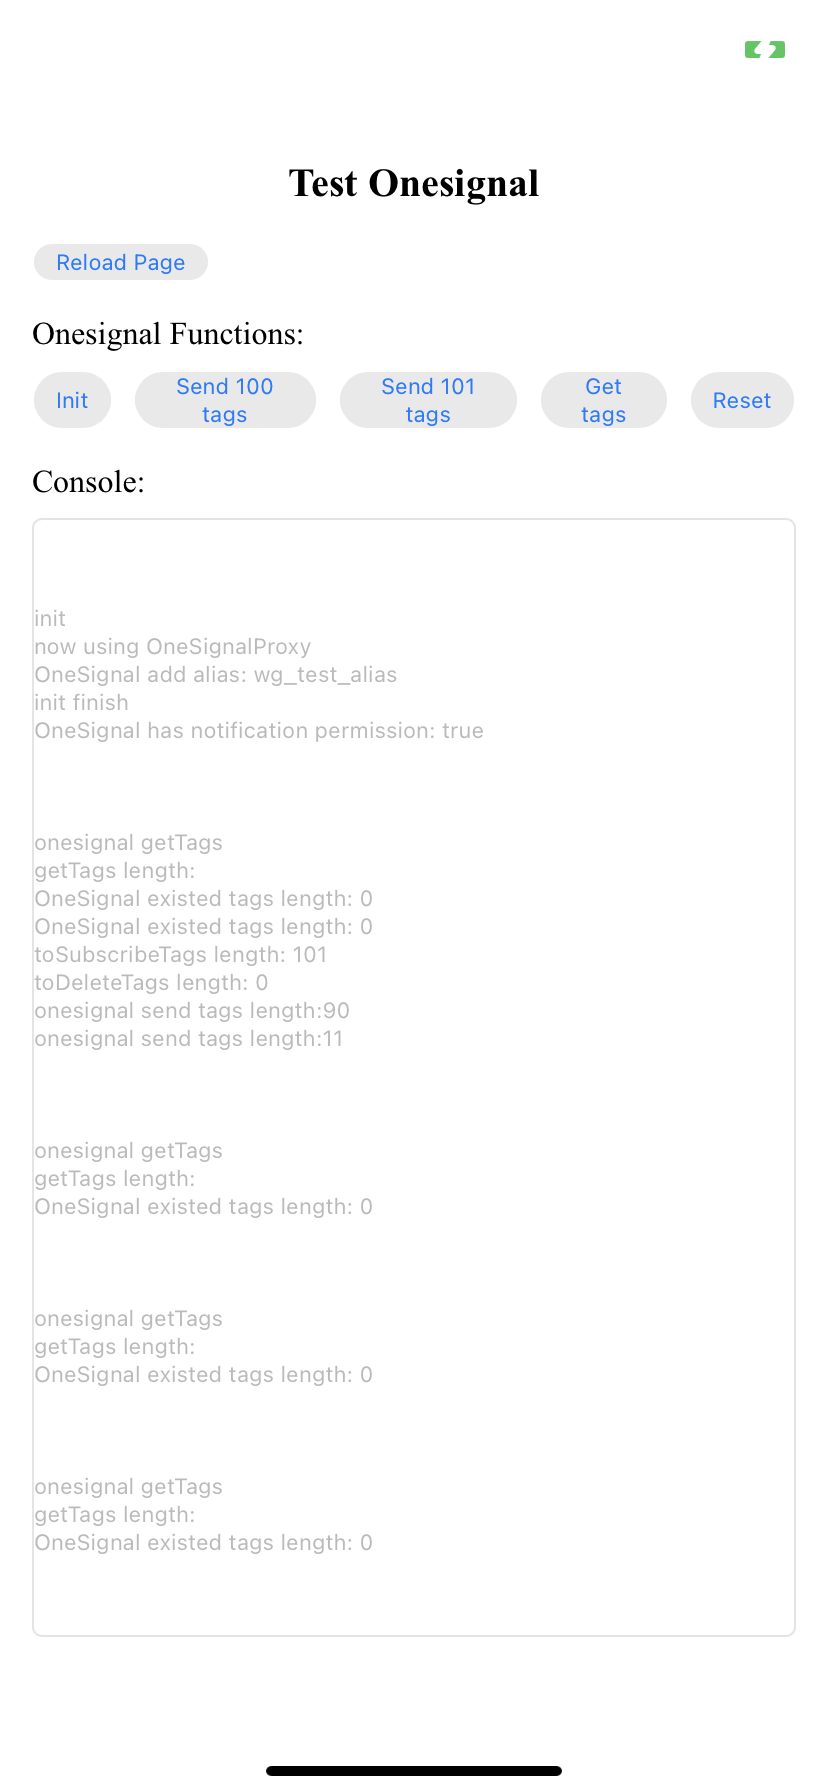 Test Onesignal
Reload Page
Onesignal Functions:
Init
Send 100
tags
Send 101
tags
Get
tags
Reset
Console:
init
now using OneSignalProxy
OneSignal add alias: wg_test_alias
init finish
OneSignal has notification permission: true
onesignal getTags
getTags length:
OneSignal existed tags length: 0
OneSignal existed tags length: 0
toSubscribeTags length: 101
toDeleteTags length: 0
onesignal send tags length:90
onesignal send tags length:11
onesignal getTags
getTags length:
OneSignal existed tags length: 0
onesignal getTags
getTags length:
OneSignal existed tags length: 0
onesignal getTags
getTags length:
OneSignal existed tags length: 0